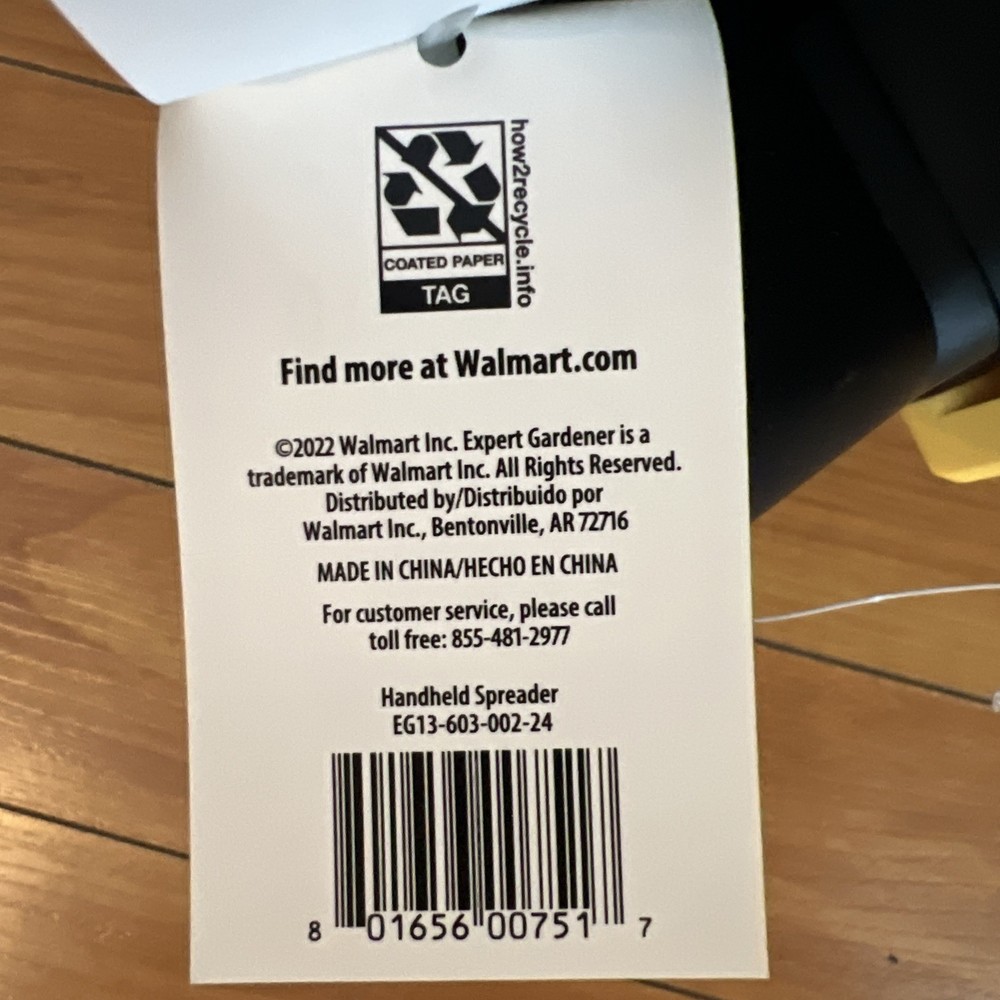 how2recycle.info
COATED PAPER
TAG
Find more at Walmart.com
©2022 Walmart Inc. Expert Gardener is a
trademark of Walmart Inc. All Rights Reserved.
Distributed by/Distribuido por
Walmart Inc., Bentonville, AR 72716
MADE IN CHINA/HECHO EN CHINA
For customer service, please call
toll free: 855-481-2977
Handheld Spreader
EG13-603-002-24
8 01656 00751 7